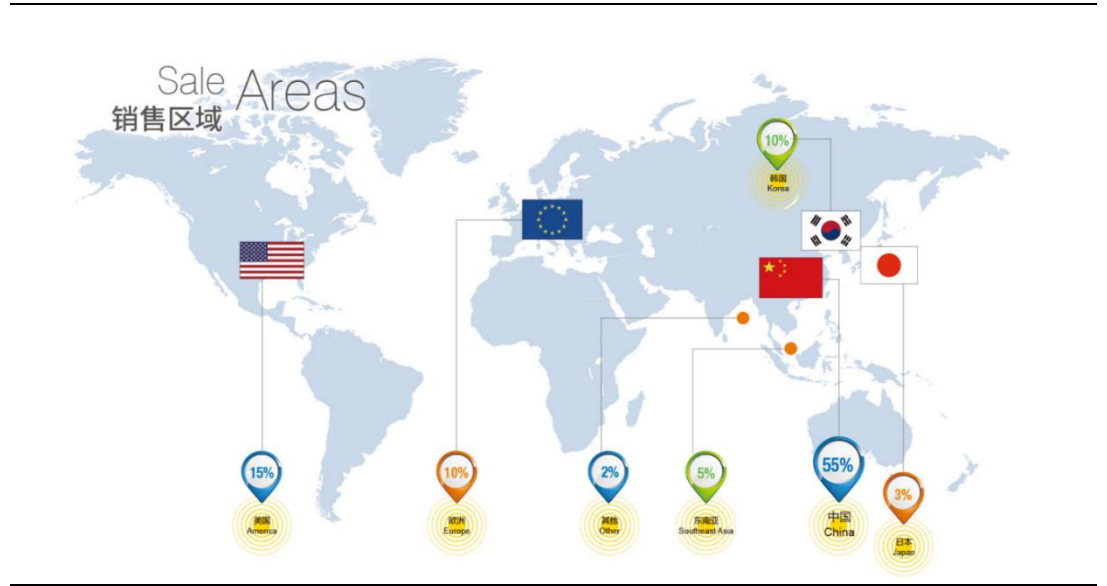 Sale Areas
销售区域
10%
韩国
Korea
15%
美国
America
10%
欧洲
Europe
2%
其他
Other
5%
东南亚
Southeast Asia
55%
中国
China
3%
日本
Japan